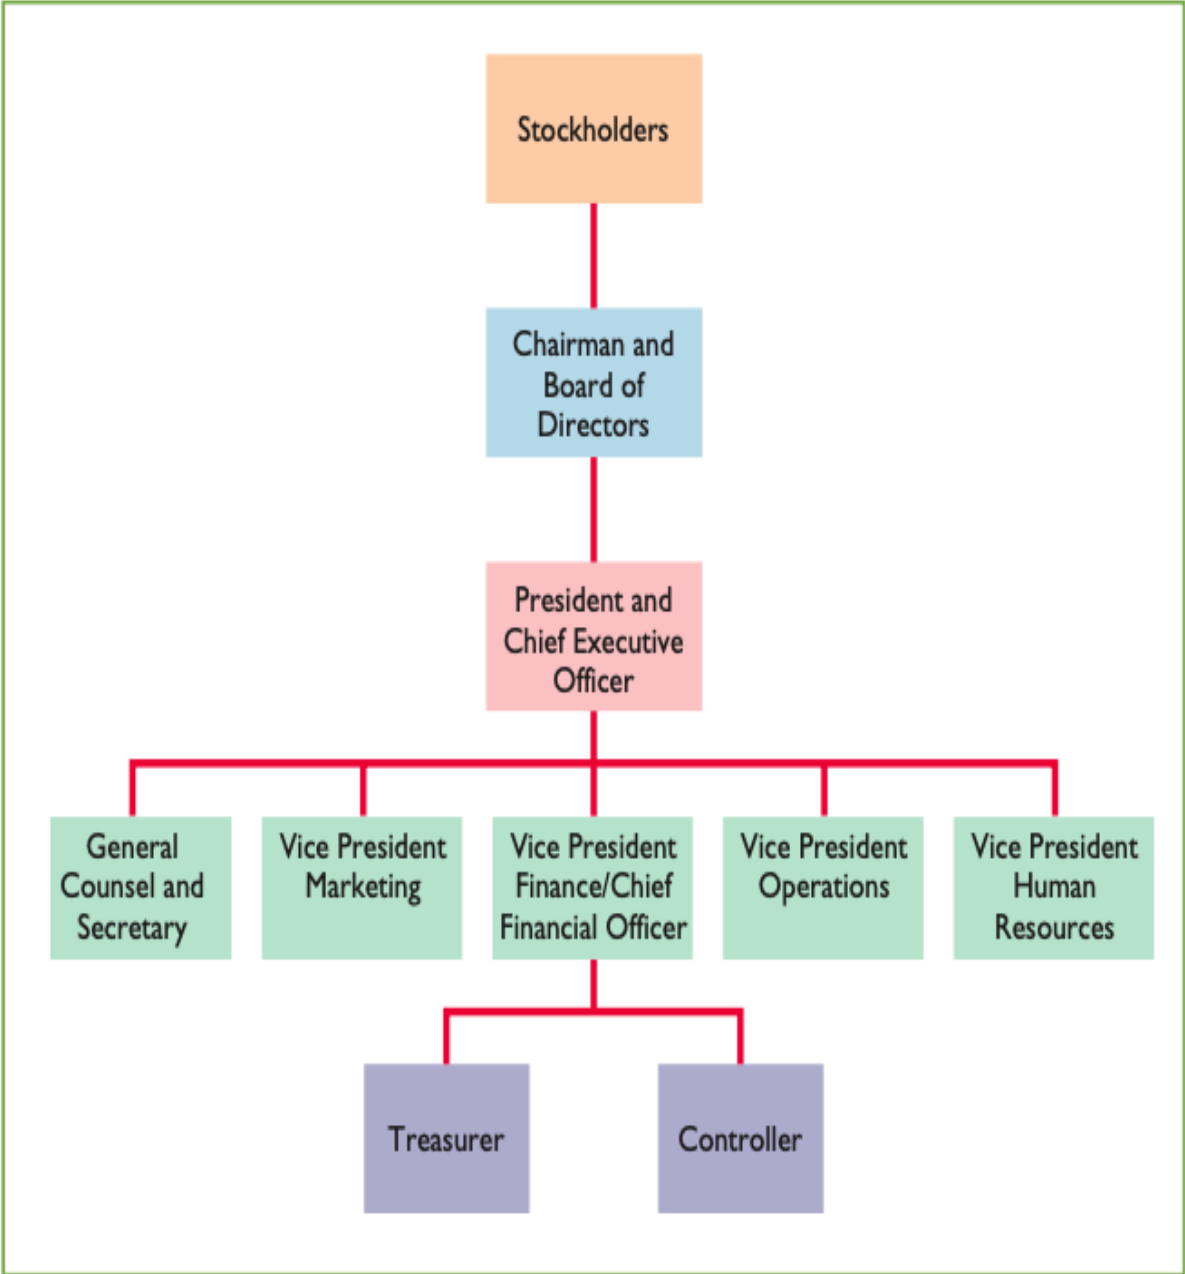 Stockholders
Chairman and
Board of
Directors
President and
Chief Executive
Officer
General
Counsel and
Secretary
Vice President
Marketing
Vice President
Finance/Chief
Financial Officer
Vice President
Operations
Vice President
Human
Resources
Treasurer
Controller